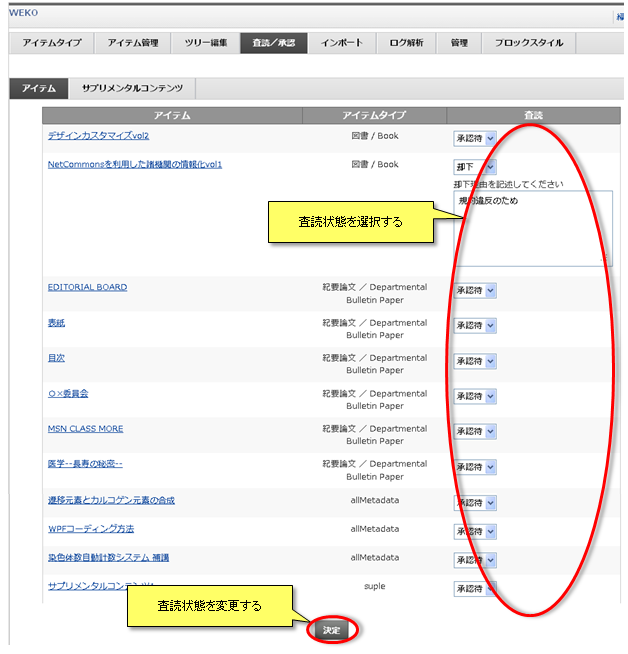 WEKO
アイテムタイプ アイテム管理 ツリー編集 査読／承認 インポート ログ解析 管理 ブロックスタイル
アイテム サプリメンタルコンテンツ
アイテム アイテムタイプ 査読
デザインカスタマイズvol2 図書 / Book 承認待
NetCommonsを利用した諸機関の情報化vol1 図書 / Book 却下
却下理由を記述してください
規約違反のため
査読状態を選択する
EDITORIAL BOARD 紀要論文 ／ Departmental 承認待
Bulletin Paper
表紙 紀要論文 ／ Departmental 承認待
Bulletin Paper
目次 紀要論文 ／ Departmental 承認待
Bulletin Paper
○×委員会 紀要論文 ／ Departmental 承認待
Bulletin Paper
MSN CLASS MORE 紀要論文 ／ Departmental 承認待
Bulletin Paper
医学--長寿の秘密-- 紀要論文 ／ Departmental 承認待
Bulletin Paper
遷移元素とカルコゲン元素の合成 allMetadata 承認待
WPFコーディング方法 allMetadata 承認待
染色体数自動計数システム 補講 allMetadata 承認待
サプリメンタルコンテンツ suple 承認待
査読状態を変更する
決定